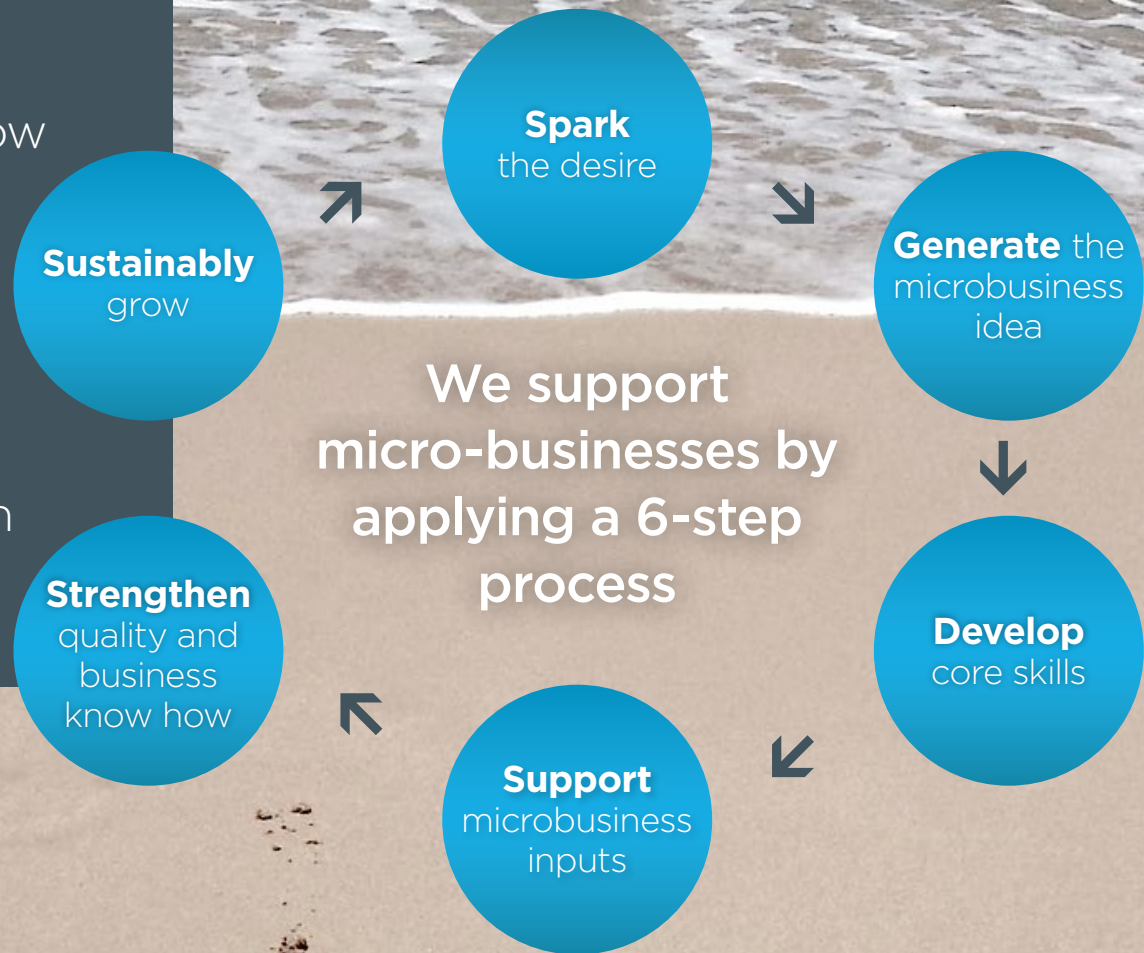 Spark
the desire
Generate the
microbusiness
idea
Develop
core skills
Support
microbusiness
inputs
Strengthen
quality and
business
know how
Sustainably
grow
We support
micro-businesses by
applying a 6-step
process